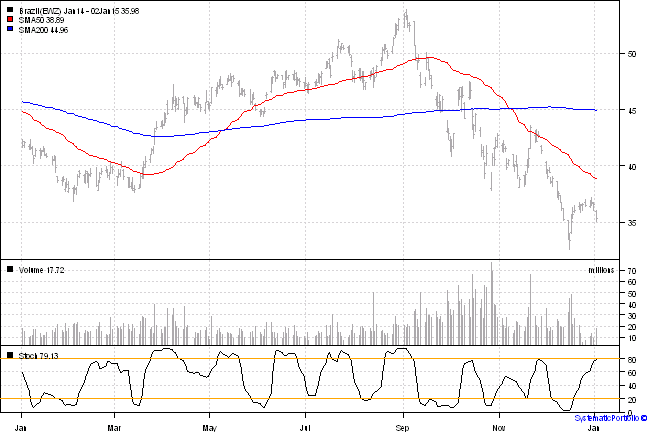 Brazil(EWZ) Jan14 - 02Jan15 35.98
SMA50 38.89
SMA200 44.96
50
45
40
35
Volume 17.72
millions
70
60
50
40
30
20
10
Stoch 79.13
80
60
40
20
0
Jan Mar May Jul Sep Nov Jan
SystematicPortfolio ©